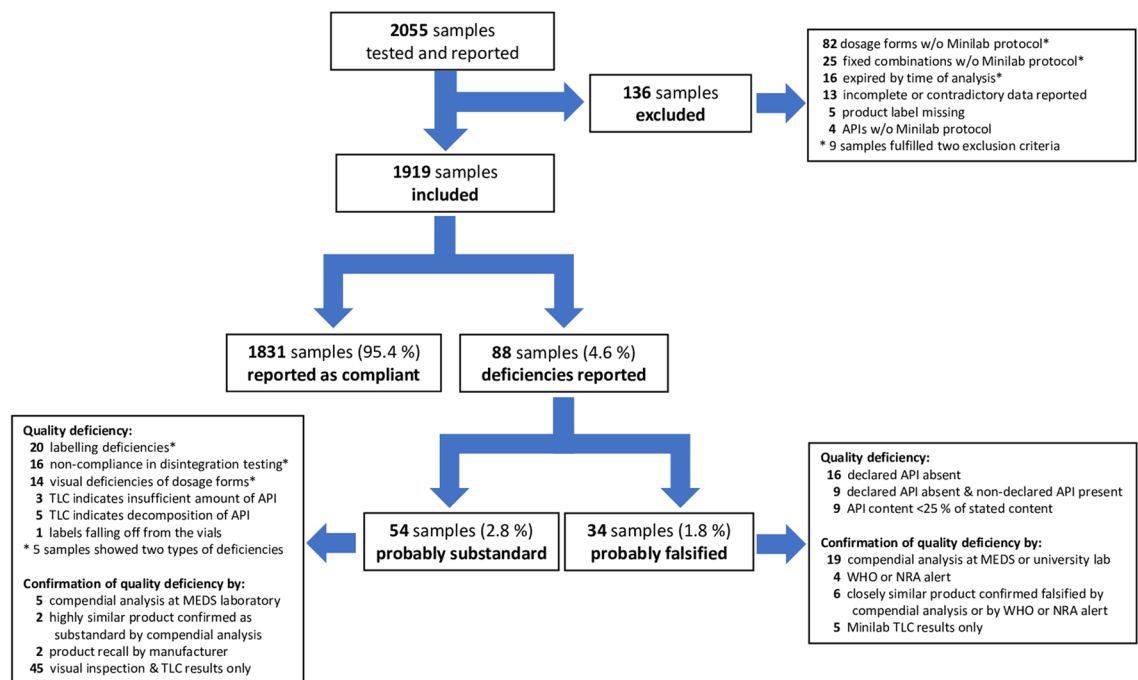 2055 samples
tested and reported
136 samples
excluded
82 dosage forms w/o Minilab protocol*
25 fixed combinations w/o Minilab protocol*
16 expired by time of analysis*
13 incomplete or contradictory data reported
5 product label missing
4 APIs w/o Minilab protocol
* 9 samples fulfilled two exclusion criteria
1919 samples
included
1831 samples (95.4 %)
reported as compliant
88 samples (4.6 %)
deficiencies reported
Quality deficiency:
20 labelling deficiencies*
16 non-compliance in disintegration testing*
14 visual deficiencies of dosage forms*
3 TLC indicates insufficient amount of API
5 TLC indicates decomposition of API
1 labels falling off from the vials
* 5 samples showed two types of deficiencies
Confirmation of quality deficiency by:
5 compendial analysis at MEDS laboratory
2 highly similar product confirmed as
substandard by compendial analysis
2 product recall by manufacturer
45 visual inspection & TLC results only
54 samples (2.8 %)
probably substandard
34 samples (1.8 %)
probably falsified
Quality deficiency:
16 declared API absent
9 declared API absent & non-declared API present
9 API content <25 % of stated content
Confirmation of quality deficiency by:
19 compendial analysis at MEDS or university lab
4 WHO or NRA alert
6 closely similar product confirmed falsified by
compendial analysis or by WHO or NRA alert
5 Minilab TLC results only